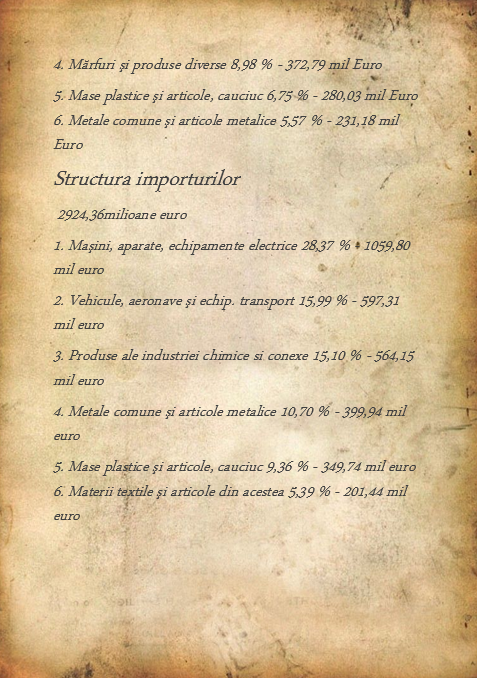 4. Mărfuri şi produse diverse 8,98 % - 372,79 mil Euro
5. Mase plastice şi articole, cauciuc 6,75 % - 280,03 mil Euro
6. Metale comune şi articole metalice 5,57 % - 231,18 mil
Euro
Structura importurilor
2924,36milioane euro
1. Maşini, aparate, echipamente electrice 28,37 % - 1059,80
mil euro
2. Vehicule, aeronave şi echip. transport 15,99 % - 597,31
mil euro
3. Produse ale industriei chimice si conexe 15,10 % - 564,15
mil euro
4. Metale comune şi articole metalice 10,70 % - 399,94 mil
euro
5. Mase plastice şi articole, cauciuc 9,36 % - 349,74 mil euro
6. Materii textile şi articole din acestea 5,39 % - 201,44 mil
euro